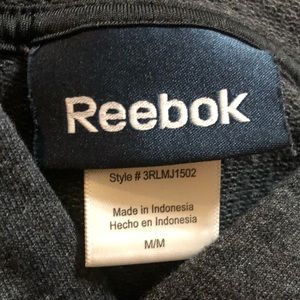 Reebok
Style # 3RLMJ1502
Made in Indonesia
Hecho en Indonesia
M/M